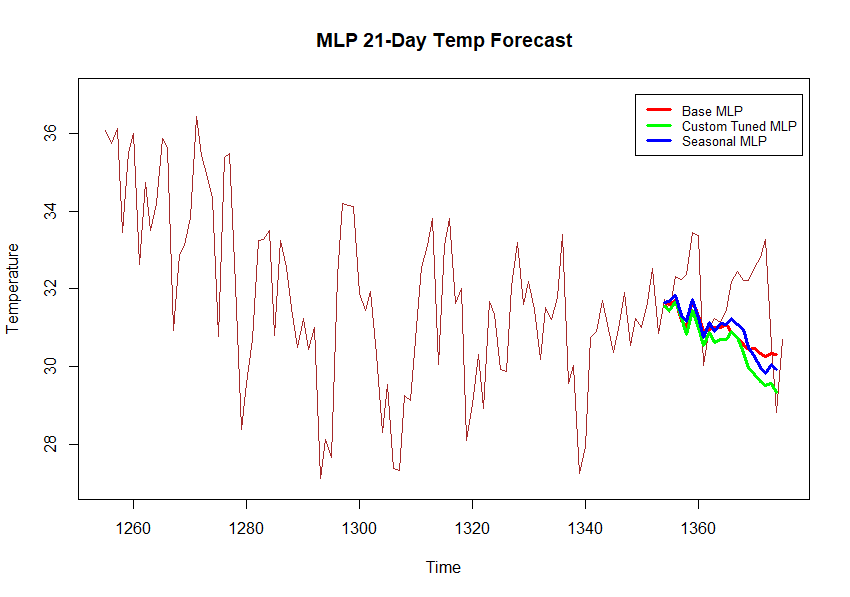 MLP 21-Day Temp Forecast
Base MLP
Custom Tuned MLP
Seasonal MLP
Temperature
36
34
32
30
28
1260 1280 1300 1320 1340 1360
Time